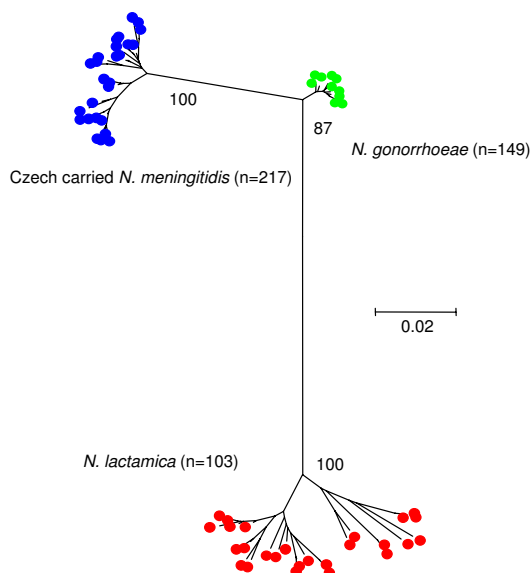 100
87
N. gonorrhoeae (n=149)
Czech carried N. meningitidis (n=217)
0.02
N. lactamica (n=103)
100